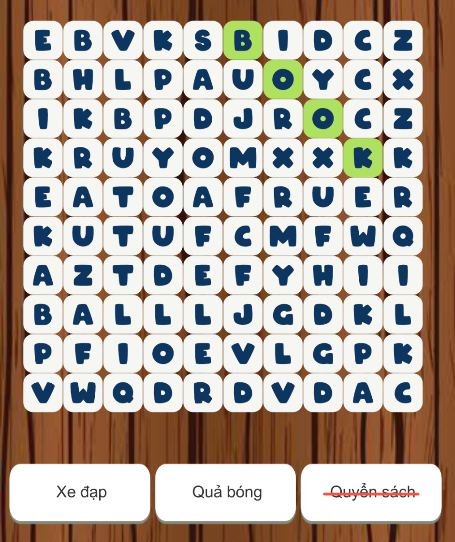 E B V K S B I D C Z
B H L P A U O Y C X
I K B P D J R O C Z
K R U Y O M X X K K
E A T O A F R U E R
K U T U F C M F W Q
A Z T D E F Y H I I
B A L L L J G D K L
P F I O E V L G P K
V W Q D R D V D A C
Xe đạp Quả bóng Quyển sách